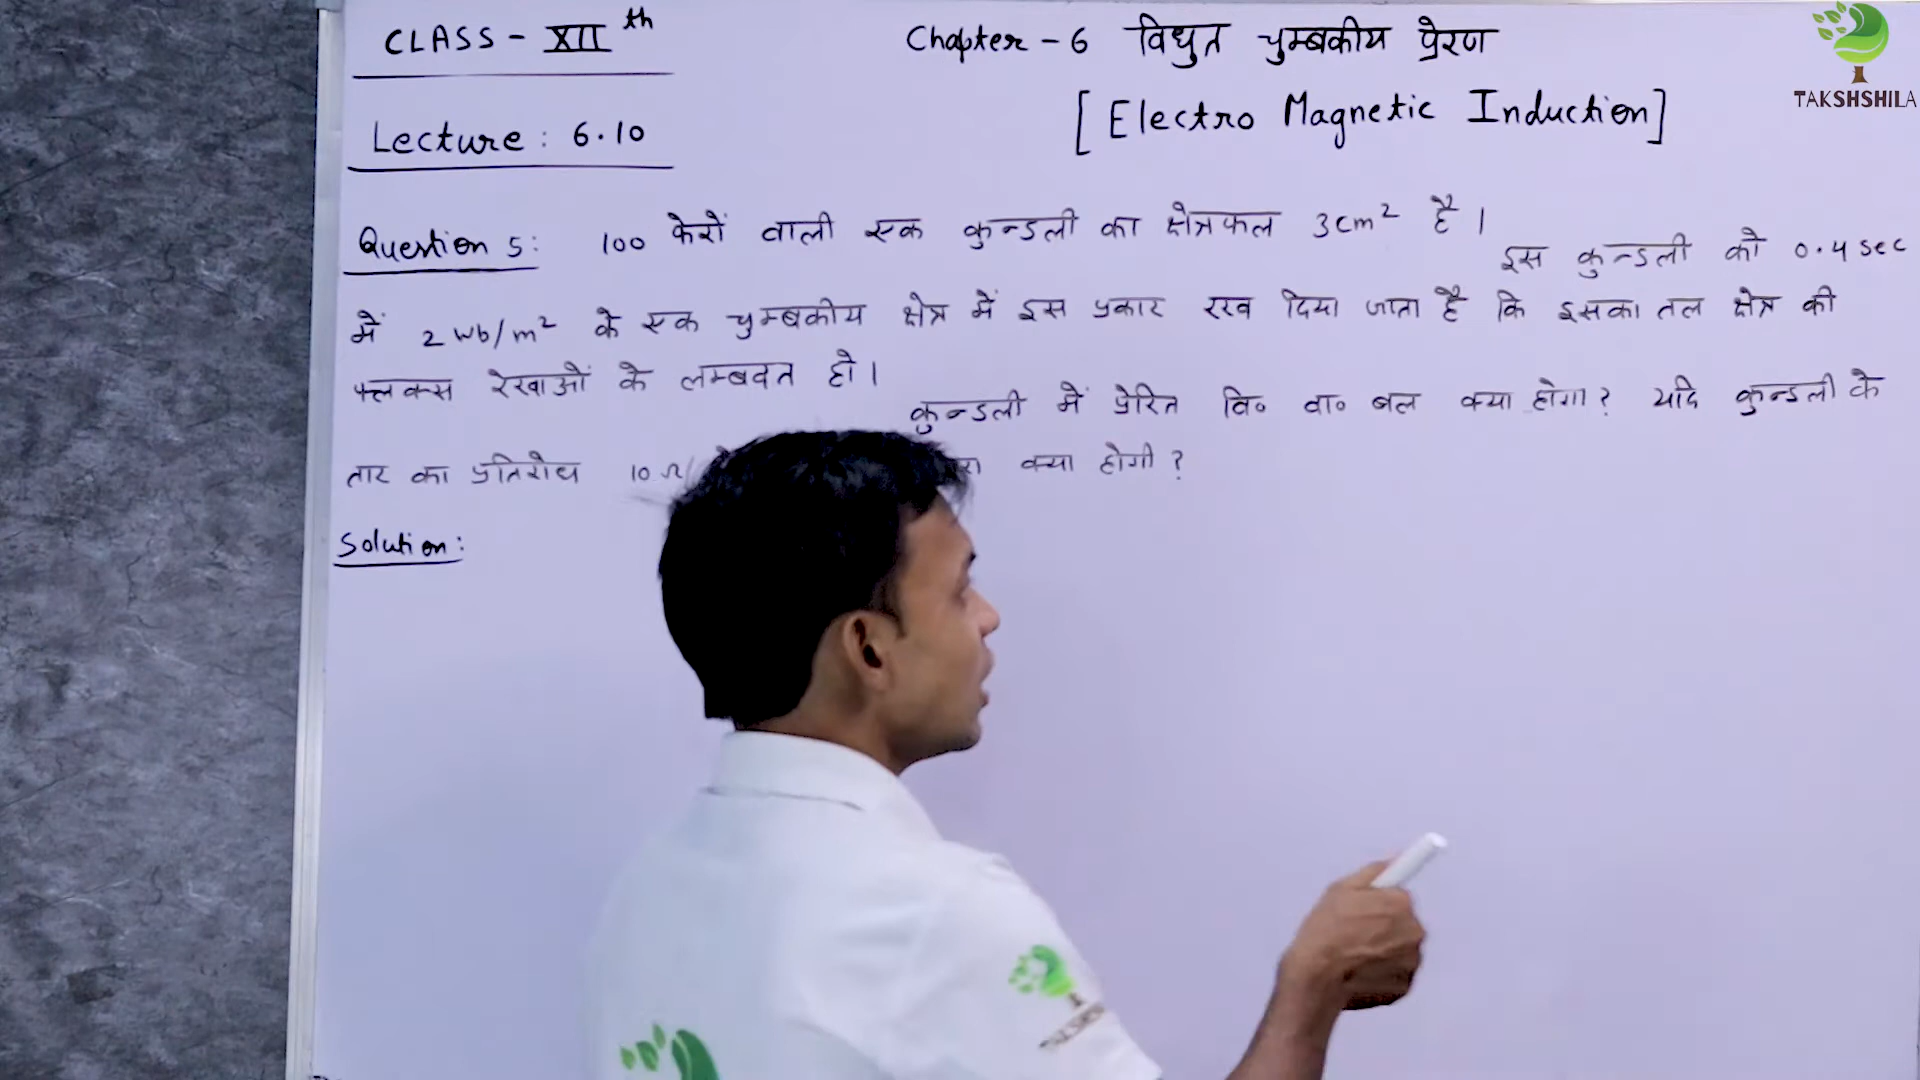 CLASS - XII th
Chapter - 6 विधुत चुम्बकीय प्रेरण
TAKSHSHILA
Lecture : 6.10
[Electro Magnetic Induction]
Question 5: 100 फेरों वाली एक कुन्डली का क्षेत्रफल 3cm² है।
इस कुन्डली को 0.4 sec
में 2 wb/m² के एक चुम्बकीय क्षेत्र में इस प्रकार रख दिया जाता है कि इसका तल क्षेत्र की
फ्लक्स रेखाओं के लम्बवत हो।
कुन्डली में प्रेरित वि० वा० बल क्या होगा? यदि कुन्डली के
तार का प्रतिरोध 10 Ω क्या होगी?
Solution: